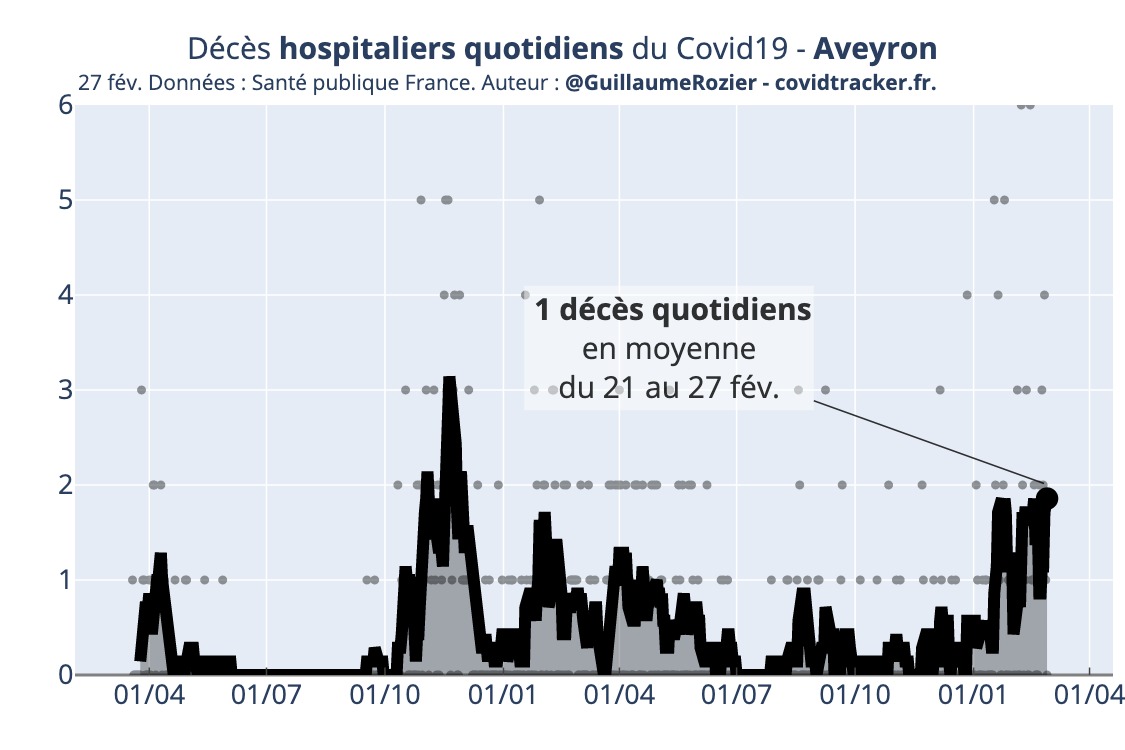 Décès hospitaliers quotidiens du Covid19 - Aveyron
27 fév. Données : Santé publique France. Auteur : @GuillaumeRozier - covidtracker.fr.
6
5
4
1 décès quotidiens
en moyenne
du 21 au 27 fév.
3
2
1
0
01/04 01/07 01/10 01/01 01/04 01/07 01/10 01/01 01/04